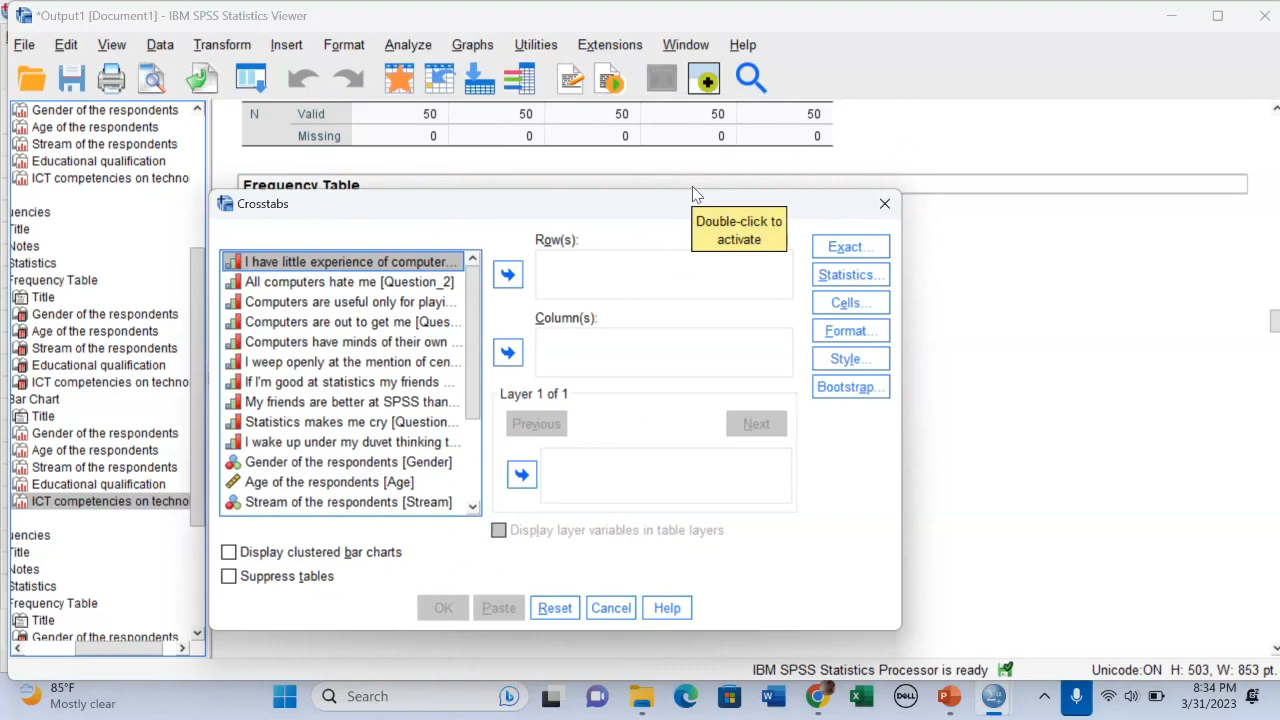 *Output1 [Document1] - IBM SPSS Statistics Viewer
File Edit View Data Transform Insert Format Analyze Graphs Utilities Extensions Window Help
Gender of the respondents
Age of the respondents
Stream of the respondents
Educational qualification
ICT competencies on techno
uencies
Title
Notes
Statistics
Frequency Table
Title
Gender of the respondents
Age of the respondents
Stream of the respondents
Educational qualification
ICT competencies on techno
Bar Chart
Title
Gender of the respondents
Age of the respondents
Stream of the respondents
Educational qualification
ICT competencies on techno
uencies
Title
Notes
Statistics
Frequency Table
Title
Gender of the respondents
N Valid 50 50 50 50 50
Missing 0 0 0 0 0
Frequency Table
Crosstabs
Double-click to
activate
I have little experience of computer...
All computers hate me [Question_2]
Computers are useful only for playi...
Computers are out to get me [Ques...
Computers have minds of their own ...
I weep openly at the mention of cen...
If I'm good at statistics my friends ...
My friends are better at SPSS than...
Statistics makes me cry [Question...
I wake up under my duvet thinking t...
Gender of the respondents [Gender]
Age of the respondents [Age]
Stream of the respondents [Stream]
Row(s):
Column(s):
Layer 1 of 1
Previous Next
Display layer variables in table layers
Exact...
Statistics...
Cells...
Format...
Style...
Bootstrap...
Display clustered bar charts
Suppress tables
OK Paste Reset Cancel Help
IBM SPSS Statistics Processor is ready Unicode:ON H: 503, W: 853 pt.
85°F
Mostly clear
Search
DELL
8:34 PM
3/31/2023